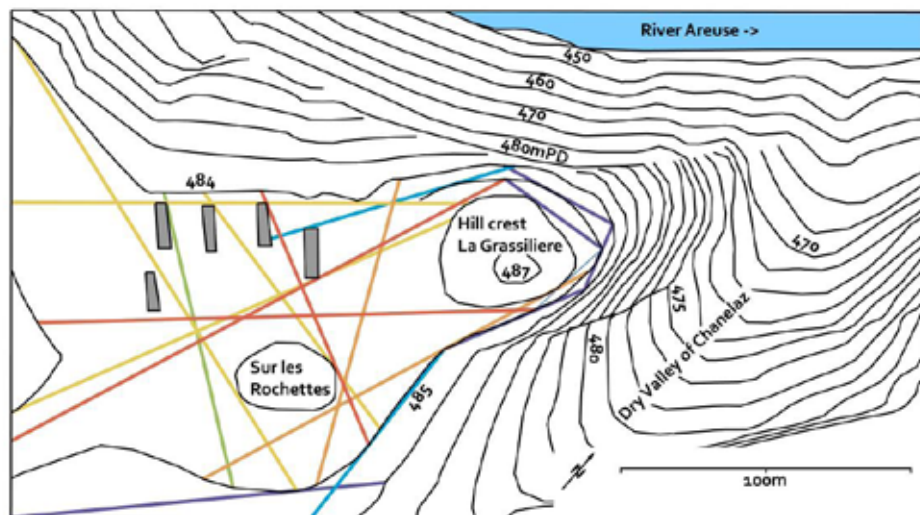 River Areuse ->
450
460
470
480mPD
484
Hill crest
La Grassiliere
487
470
475
480
Dry Valley of Chanelaz
Sur les
Rochettes
485
N
100m